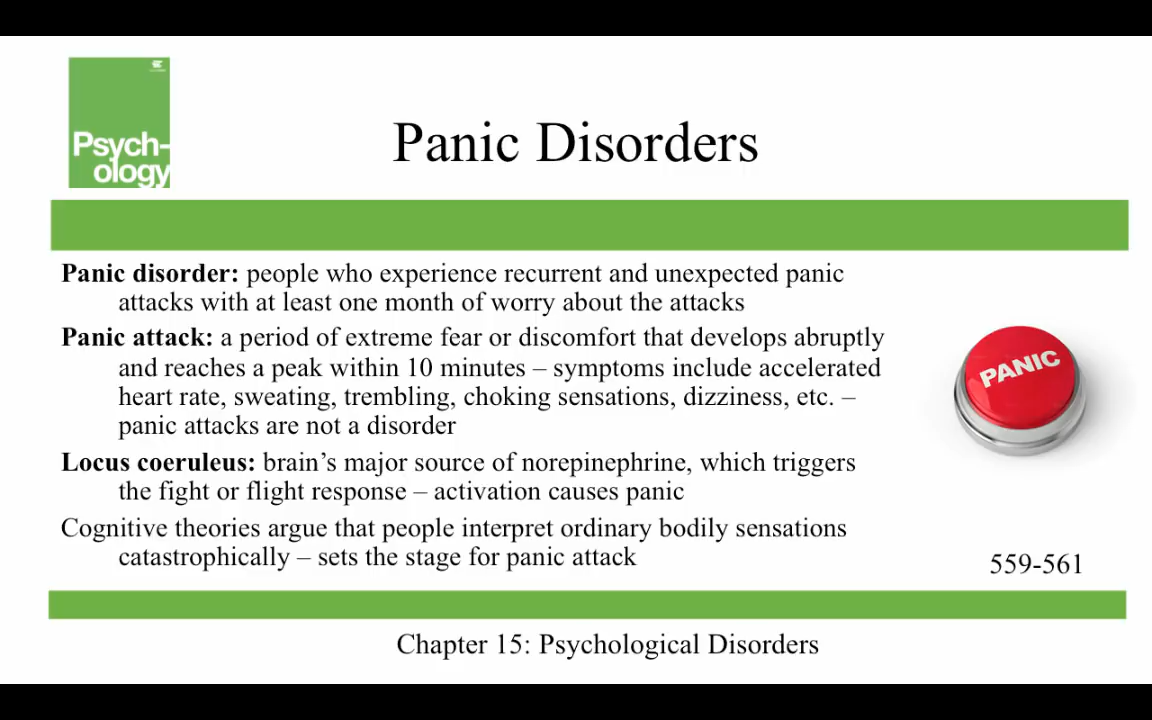 Psych-
ology
Panic Disorders
Panic disorder: people who experience recurrent and unexpected panic
attacks with at least one month of worry about the attacks
Panic attack: a period of extreme fear or discomfort that develops abruptly
and reaches a peak within 10 minutes – symptoms include accelerated
heart rate, sweating, trembling, choking sensations, dizziness, etc. –
panic attacks are not a disorder
Locus coeruleus: brain’s major source of norepinephrine, which triggers
the fight or flight response – activation causes panic
Cognitive theories argue that people interpret ordinary bodily sensations
catastrophically – sets the stage for panic attack
PANIC
559-561
Chapter 15: Psychological Disorders